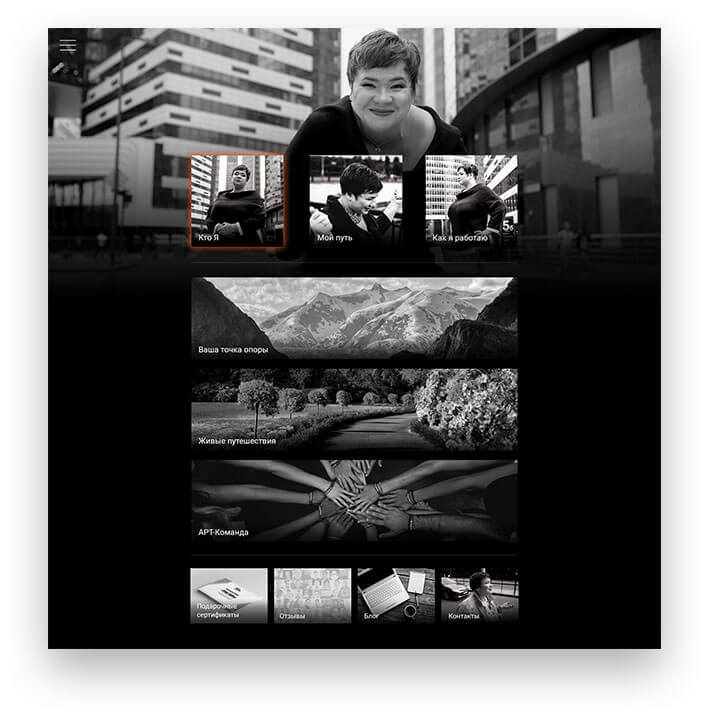 Кто Я
Мой путь
Как я работаю
Ваша точка опоры
Живые путешествия
АРТ-Команда
Подарочные
сертификаты
Отзывы
Блог
Контакты